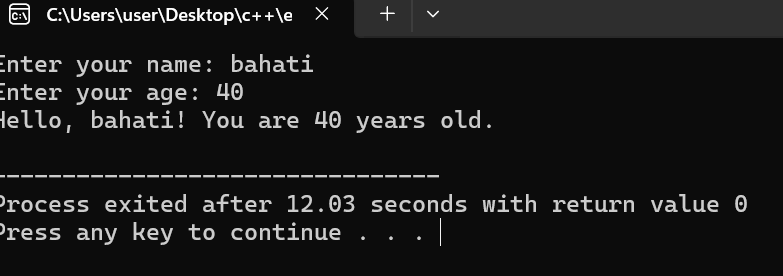 C:\Users\user\Desktop\c++\e
Enter your name: bahati
Enter your age: 40
Hello, bahati! You are 40 years old.
--------------------------------
Process exited after 12.03 seconds with return value 0
Press any key to continue . . .